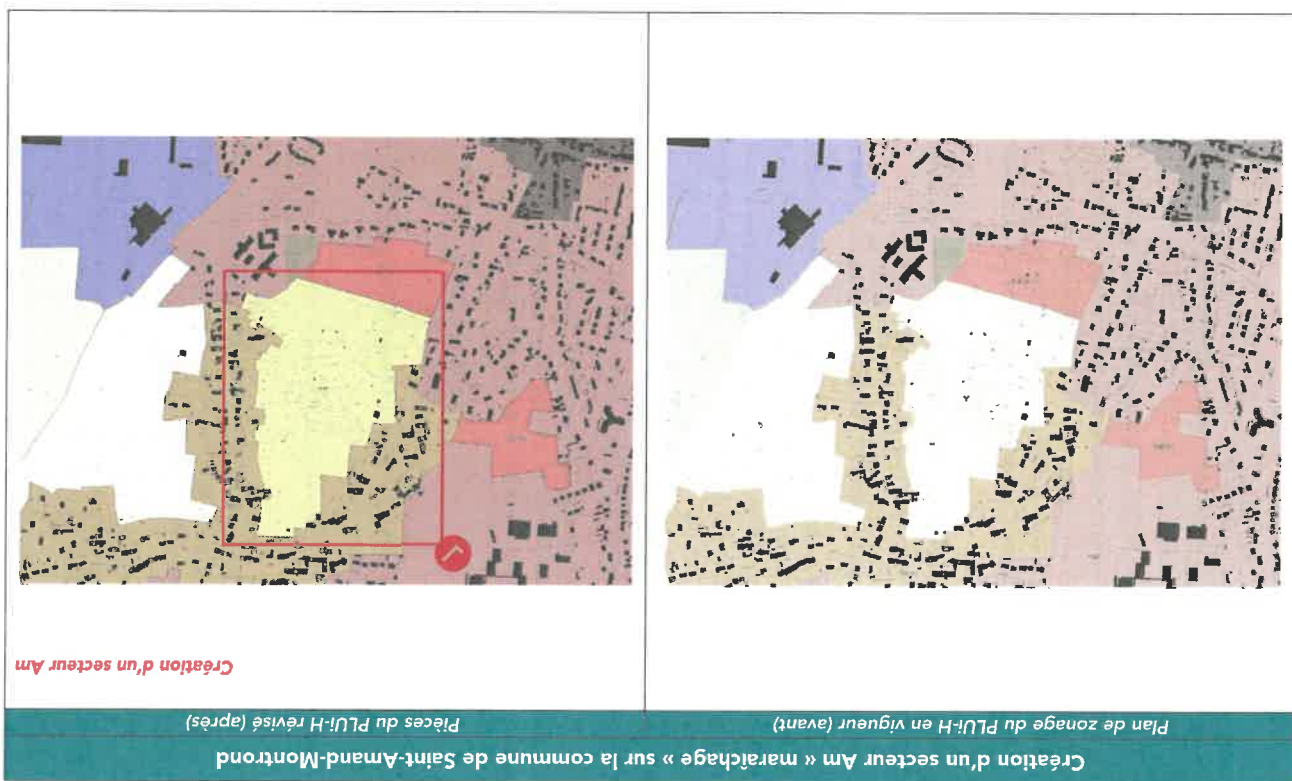 Création d'un secteur Am « maraîchage » sur la commune de Saint-Amand-Montrond
Plan de zonage du PLUi-H en vigueur (avant)
Pièces du PLUi-H révisé (après)
Création d'un secteur Am